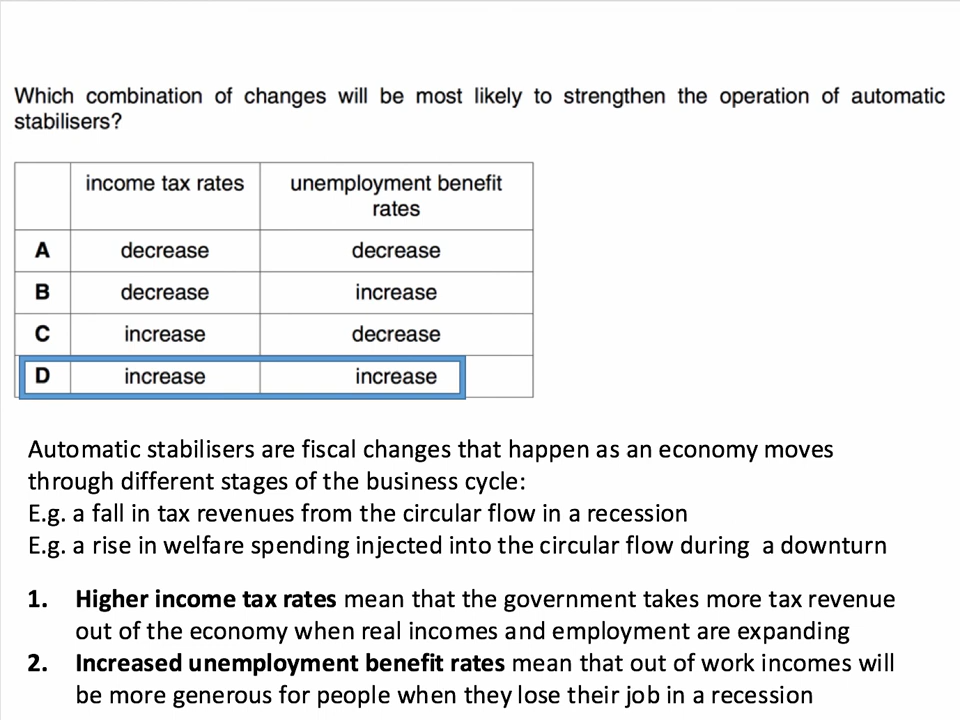 Which combination of changes will be most likely to strengthen the operation of automatic
stabilisers?
income tax rates unemployment benefit
rates
A decrease decrease
B decrease increase
C increase decrease
D increase increase
Automatic stabilisers are fiscal changes that happen as an economy moves
through different stages of the business cycle:
E.g. a fall in tax revenues from the circular flow in a recession
E.g. a rise in welfare spending injected into the circular flow during a downturn
1. Higher income tax rates mean that the government takes more tax revenue
out of the economy when real incomes and employment are expanding
2. Increased unemployment benefit rates mean that out of work incomes will
be more generous for people when they lose their job in a recession